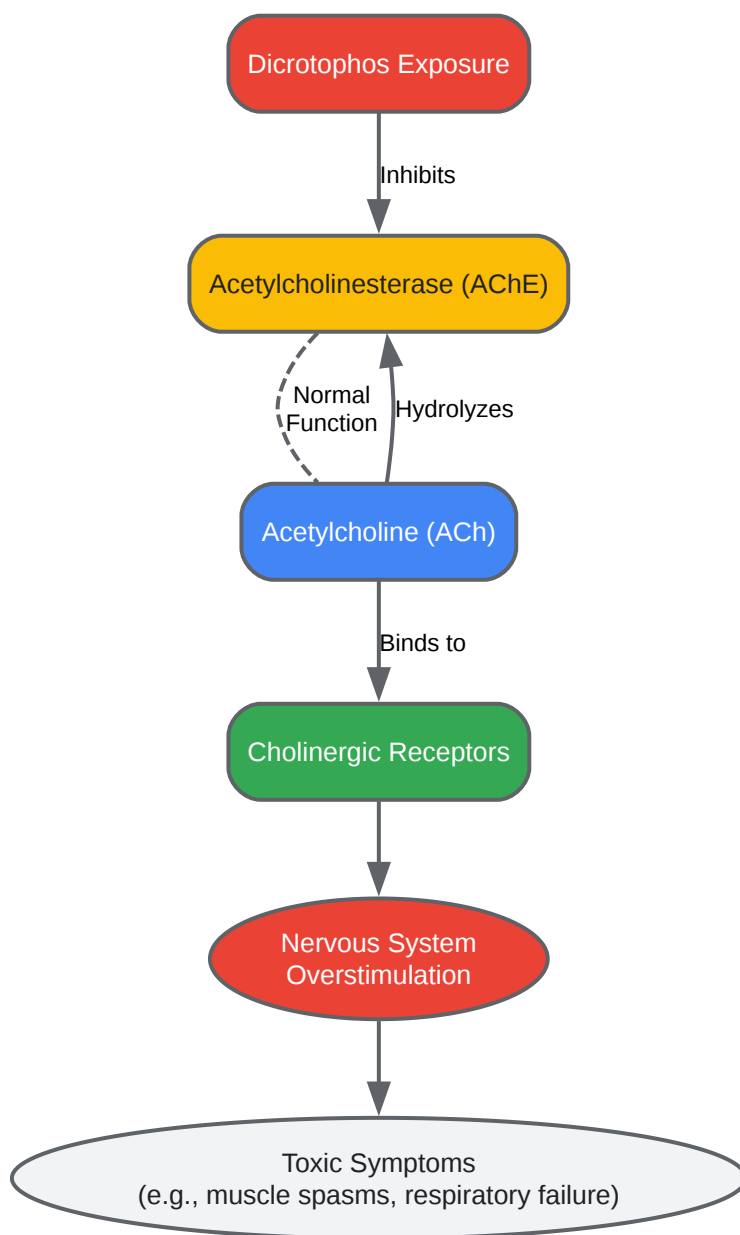 Dicrotophos Exposure
Inhibits
Acetylcholinesterase (AChE)
Normal
Function
Hydrolyzes
Acetylcholine (ACh)
Binds to
Cholinergic Receptors
Nervous System
Overstimulation
Toxic Symptoms
(e.g., muscle spasms, respiratory failure)